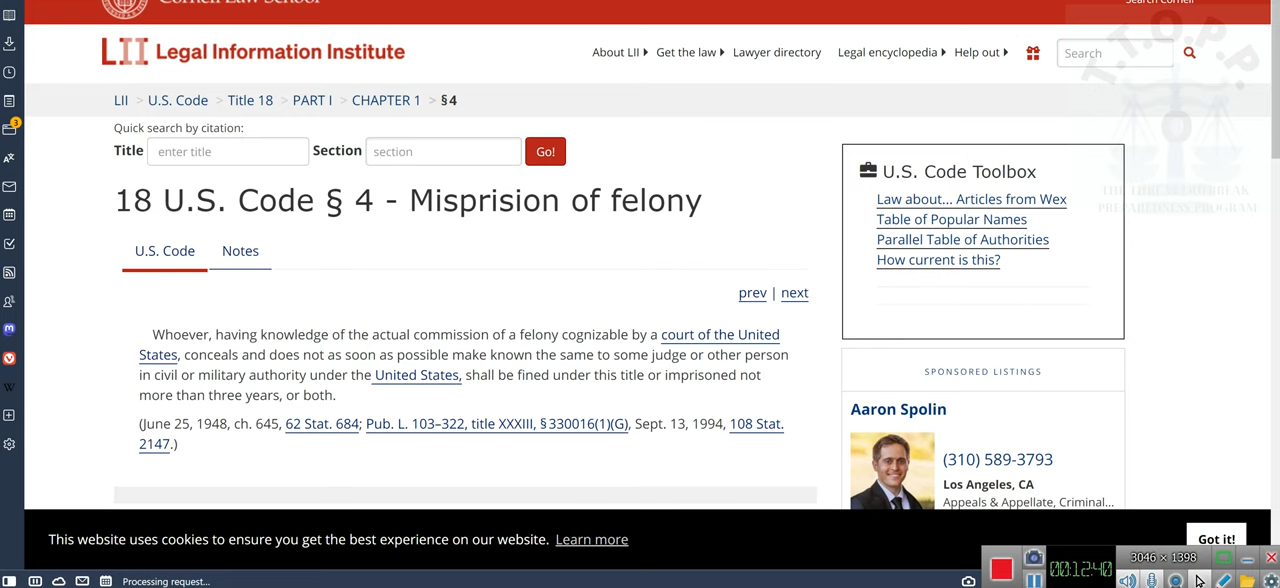 Cornell Law School
Search Cornell
LII Legal Information Institute
About LII Get the law Lawyer directory Legal encyclopedia Help out Search
T.T.O.P.P.
LII > U.S. Code > Title 18 > PART I > CHAPTER 1 > § 4
Quick search by citation:
Title enter title Section section Go!
18 U.S. Code § 4 - Misprision of felony
U.S. Code Notes
prev | next
Whoever, having knowledge of the actual commission of a felony cognizable by a court of the United
States, conceals and does not as soon as possible make known the same to some judge or other person
in civil or military authority under the United States, shall be fined under this title or imprisoned not
more than three years, or both.
(June 25, 1948, ch. 645, 62 Stat. 684; Pub. L. 103–322, title XXXIII, § 330016(1)(G), Sept. 13, 1994, 108 Stat.
2147.)
U.S. Code Toolbox
Law about... Articles from Wex
Table of Popular Names
Parallel Table of Authorities
How current is this?
PREPAREDNESS PROGRAM
SPONSORED LISTINGS
Aaron Spolin
(310) 589-3793
Los Angeles, CA
Appeals & Appellate, Criminal...
This website uses cookies to ensure you get the best experience on our website. Learn more
Got it!
3
W
00:12:40
3046 × 1398
Processing request...